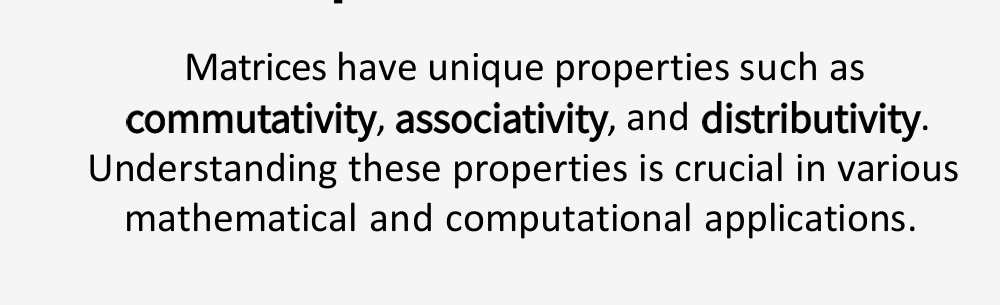 Matrices have unique properties such as
commutativity, associativity, and distributivity.
Understanding these properties is crucial in various
mathematical and computational applications.